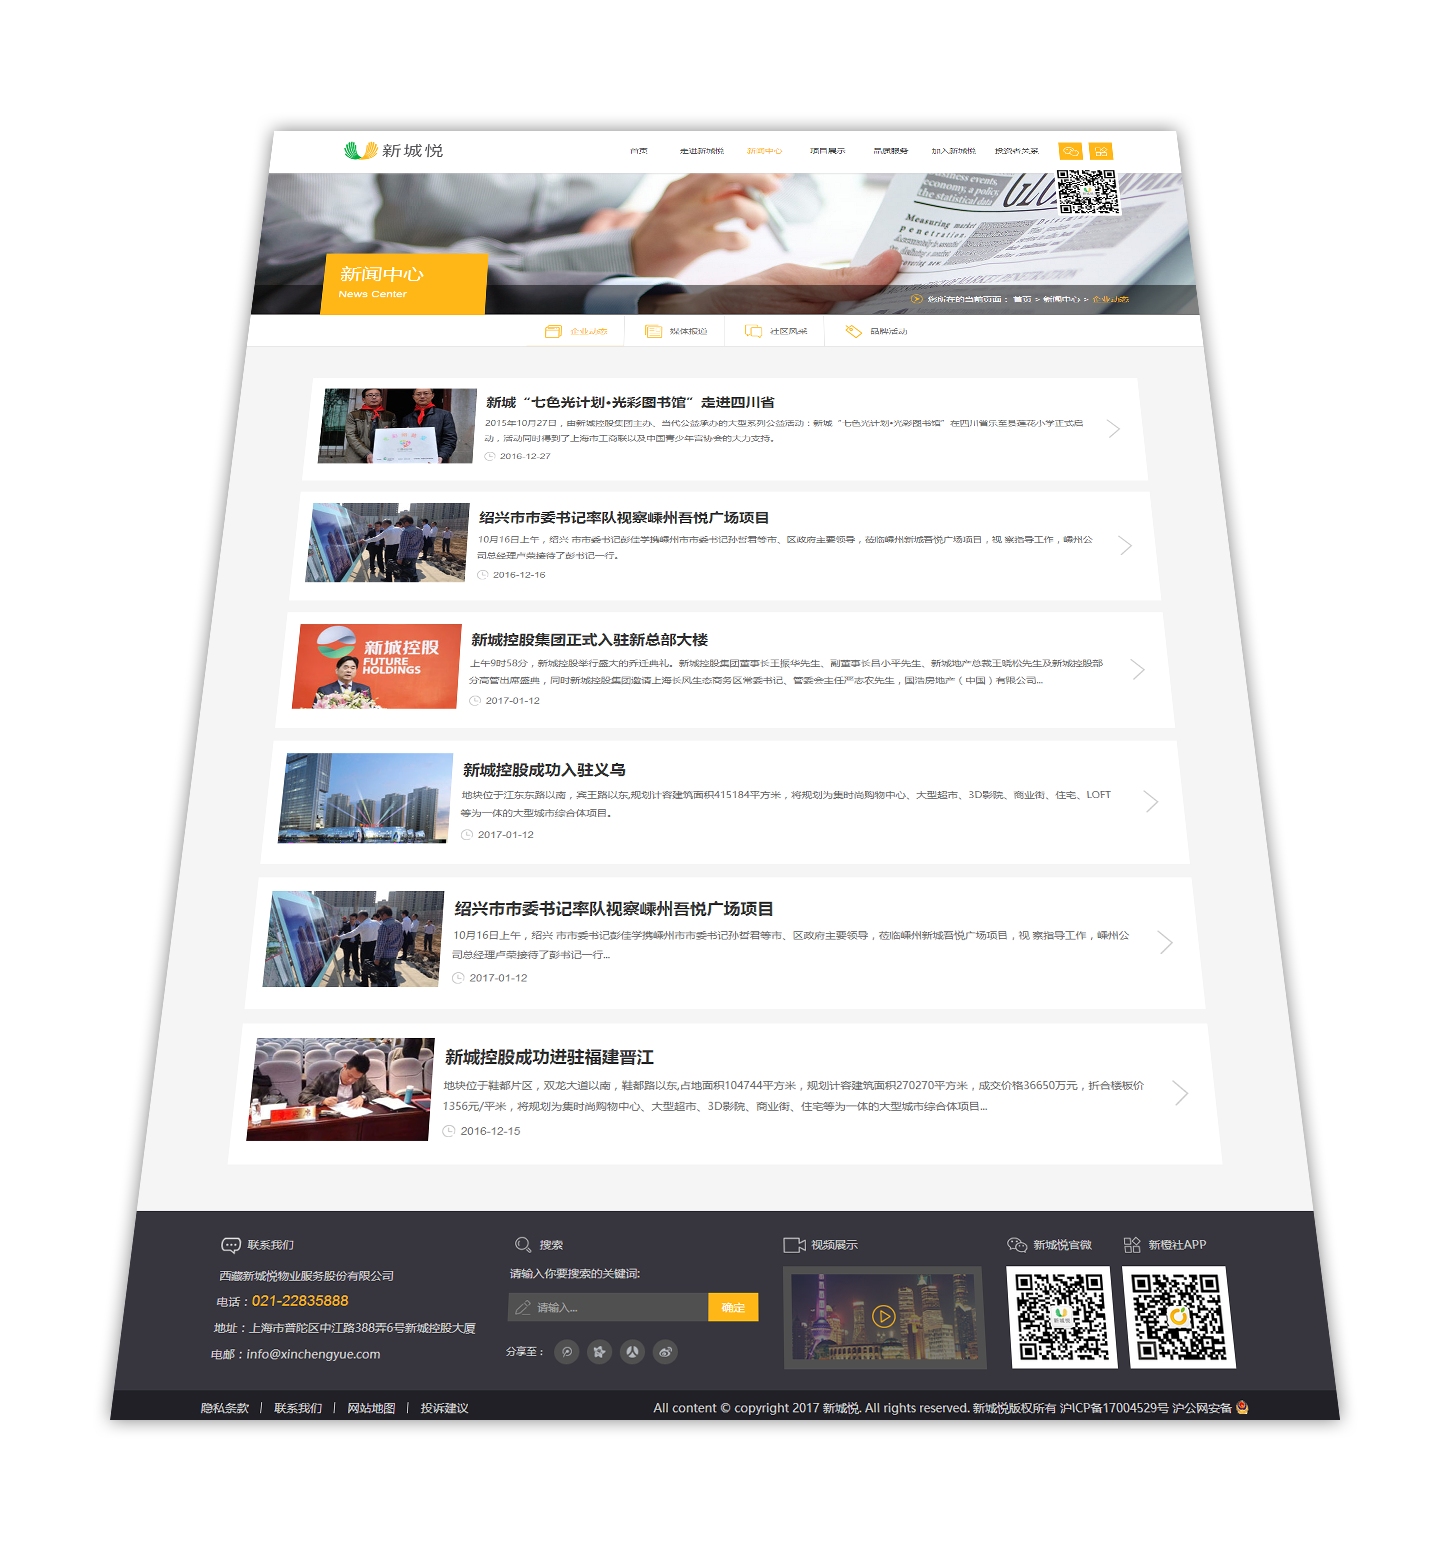 新城悦
首页 走进新城悦 新闻中心 项目展示 品质服务 加入新城悦 投资者关系
business events,
economy, a policy,
the statistical data
Measuring market
penetration.
新闻中心
News Center
您所在的当前页面： 首页 > 新闻中心 > 企业动态
企业动态 媒体报道 社区风采 品牌活动
新城“七色光计划•光彩图书馆”走进四川省
2015年10月27日，由新城控股集团主办、当代公益承办的大型系列公益活动：新城“七色光计划•光彩图书馆”在四川省乐至县莲花小学正式启
动，活动同时得到了上海市工商联以及中国青少年宫协会的大力支持。
2016-12-27
绍兴市市委书记率队视察嵊州吾悦广场项目
10月16日上午，绍兴 市市委书记彭佳学携嵊州市市委书记孙哲君等市、区政府主要领导，莅临嵊州新城吾悦广场项目，视 察指导工作，嵊州公
司总经理卢荣接待了彭书记一行。
2016-12-16
新城控股
FUTURE
HOLDINGS
新城控股集团正式入驻新总部大楼
上午9时58分，新城控股举行盛大的乔迁典礼。新城控股集团董事长王振华先生、副董事长吕小平先生、新城地产总裁王晓松先生及新城控股部
分高管出席盛典，同时新城控股集团邀请上海长风生态商务区常委书记、管委会主任严志农先生，国浩房地产（中国）有限公司...
2017-01-12
新城控股成功入驻义乌
地块位于江东东路以南，宾王路以东,规划计容建筑面积415184平方米，将规划为集时尚购物中心、大型超市、3D影院、商业街、住宅、LOFT
等为一体的大型城市综合体项目。
2017-01-12
绍兴市市委书记率队视察嵊州吾悦广场项目
10月16日上午，绍兴 市市委书记彭佳学携嵊州市市委书记孙哲君等市、区政府主要领导，莅临嵊州新城吾悦广场项目，视 察指导工作，嵊州公
司总经理卢荣接待了彭书记一行...
2017-01-12
新城控股成功进驻福建晋江
地块位于鞋都片区，双龙大道以南，鞋都路以东,占地面积104744平方米，规划计容建筑面积270270平方米，成交价格36650万元，折合楼板价
1356元/平米，将规划为集时尚购物中心、大型超市、3D影院、商业街、住宅等为一体的大型城市综合体项目...
2016-12-15
联系我们
西藏新城悦物业服务股份有限公司
电话：021-22835888
地址：上海市普陀区中江路388弄6号新城控股大厦
电邮：info@xinchengyue.com
搜索
请输入你要搜索的关键词:
请输入... 确定
分享至：
视频展示
新城悦官微
新橙社APP
新城悦
隐私条款 | 联系我们 | 网站地图 | 投诉建议
All content © copyright 2017 新城悦. All rights reserved. 新城悦版权所有 沪ICP备17004529号 沪公网安备